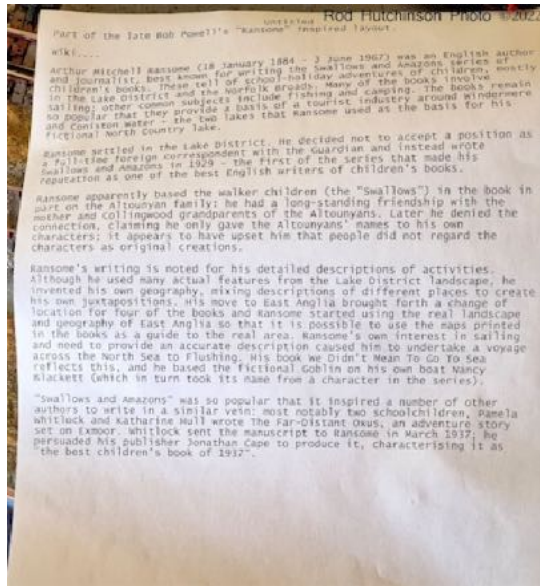 Untitled
Rod Hutchinson Photo ©2022
Part of the late Bob Powell's "Ransome" inspired layout.
Wiki....
Arthur Mitchell Ransome (18 January 1884 - 3 June 1967) was an English author
and journalist, best known for writing the Swallows and Amazons series of
children's books. These tell of school-holiday adventures of children, mostly
in the Lake District and the Norfolk Broads. Many of the books involve
sailing; other common subjects include fishing and camping. The books remain
so popular that they provide a basis of a tourist industry around Windermere
and Coniston Water - the two lakes that Ransome used as the basis for his
fictional North Country lake.
Ransome settled in the Lake District. He decided not to accept a position as
a full-time foreign correspondent with the Guardian and instead wrote
Swallows and Amazons in 1929 - the first of the series that made his
reputation as one of the best English writers of children's books.
Ransome apparently based the Walker children (the "Swallows") in the book in
part on the Altounyan family: he had a long-standing friendship with the
mother and Collingwood grandparents of the Altounyans. Later he denied the
connection, claiming he only gave the Altounyans' names to his own
characters; it appears to have upset him that people did not regard the
characters as original creations.
Ransome's writing is noted for his detailed descriptions of activities.
Although he used many actual features from the Lake District landscape, he
invented his own geography, mixing descriptions of different places to create
his own juxtapositions. His move to East Anglia brought forth a change of
location for four of the books and Ransome started using the real landscape
and geography of East Anglia so that it is possible to use the maps printed
in the books as a guide to the real area. Ransome's own interest in sailing
and need to provide an accurate description caused him to undertake a voyage
across the North Sea to Flushing. His book We Didn't Mean To Go To Sea
reflects this, and he based the fictional Goblin on his own boat Nancy
Blackett (which in turn took its name from a character in the series).
"Swallows and Amazons" was so popular that it inspired a number of other
authors to write in a similar vein: most notably two schoolchildren, Pamela
Whitlock and Katharine Hull wrote The Far-Distant Oxus, an adventure story
set on Exmoor. Whitlock sent the manuscript to Ransome in March 1937; he
persuaded his publisher Jonathan Cape to produce it, characterising it as
"the best children's book of 1937".